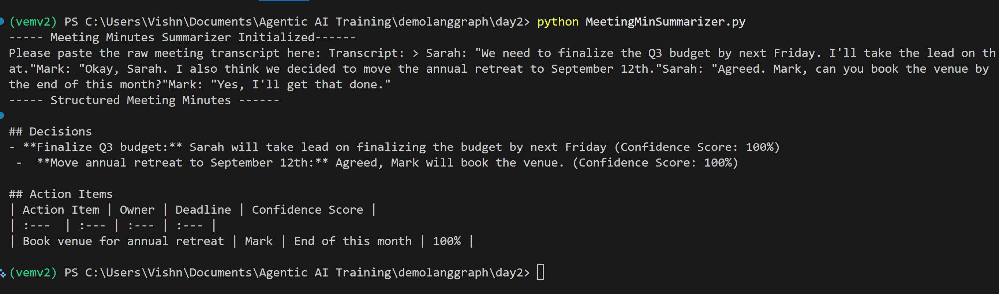 (vemv2) PS C:\Users\Vishn\Documents\Agentic AI Training\demolanggraph\day2> python MeetingMinSummarizer.py
----- Meeting Minutes Summarizer Initialized------
Please paste the raw meeting transcript here: Transcript: > Sarah: "We need to finalize the Q3 budget by next Friday. I'll take the lead on th
at."Mark: "Okay, Sarah. I also think we decided to move the annual retreat to September 12th."Sarah: "Agreed. Mark, can you book the venue by
the end of this month?"Mark: "Yes, I'll get that done."
----- Structured Meeting Minutes ------
## Decisions
- **Finalize Q3 budget:** Sarah will take lead on finalizing the budget by next Friday (Confidence Score: 100%)
 -  **Move annual retreat to September 12th:** Agreed, Mark will book the venue. (Confidence Score: 100%)
## Action Items
| Action Item | Owner | Deadline | Confidence Score |
| :---  | :--- | :--- | :--- |
| Book venue for annual retreat | Mark | End of this month | 100% |
(vemv2) PS C:\Users\Vishn\Documents\Agentic AI Training\demolanggraph\day2>